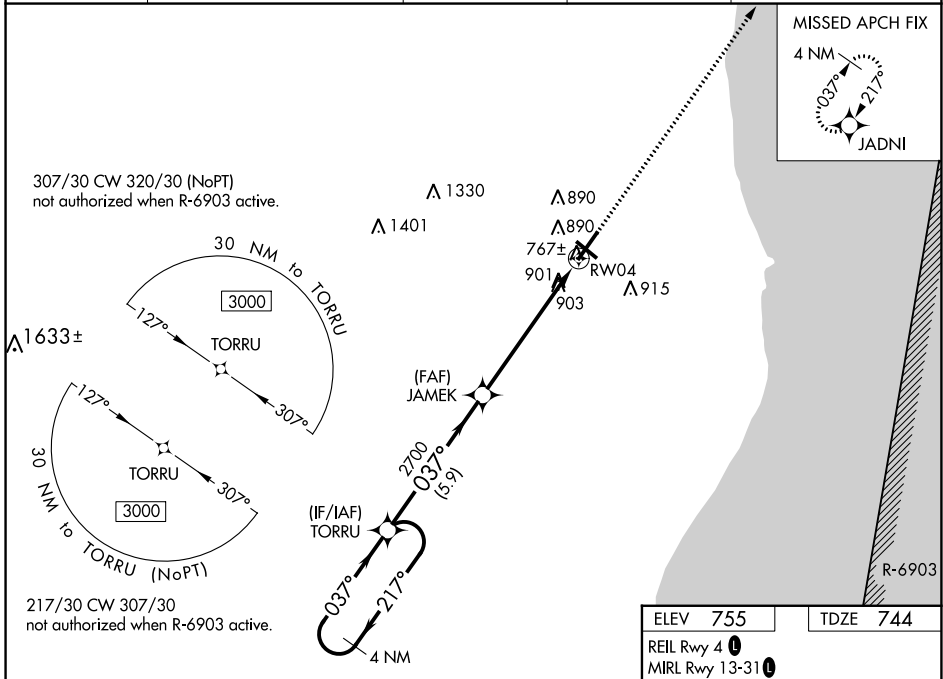 MISSED APCH FIX
4 NM
037°
217°
JADNI
307/30 CW 320/30 (NoPT)
not authorized when R-6903 active.
1330
1401
890
890
767±
RW04
901
903
915
30 NM to TORRU
3000
127°
TORRU
307°
1633±
(FAF)
JAMEK
127°
TORRU
307°
3000
30 NM to TORRU (NoPT)
2700
037°
(5.9)
(IF/IAF)
TORRU
037°
217°
4 NM
217/30 CW 307/30
not authorized when R-6903 active.
R-6903
ELEV 755
TDZE 744
REIL Rwy 4 L
MIRL Rwy 13-31 L